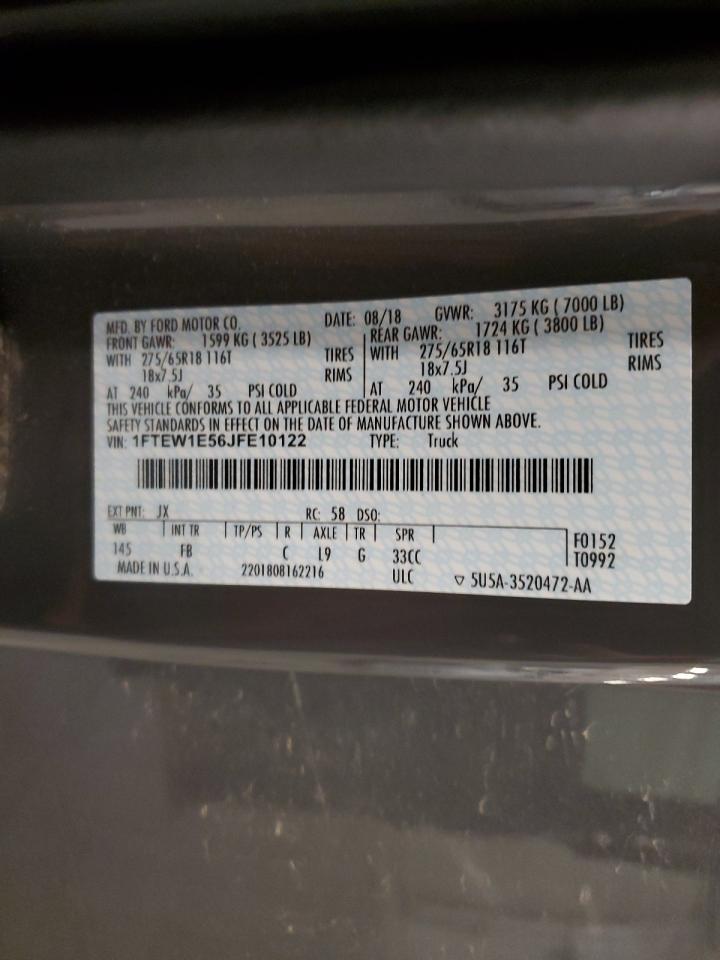 MFD. BY FORD MOTOR CO. DATE: 08/18 GVWR: 3175 KG ( 7000 LB)
FRONT GAWR: 1599 KG ( 3525 LB) REAR GAWR: 1724 KG ( 3800 LB)
WITH 275/65R18 116T TIRES WITH 275/65R18 116T TIRES
18x7.5J RIMS 18x7.5J RIMS
AT 240 kPa/ 35 PSI COLD AT 240 kPa/ 35 PSI COLD
THIS VEHICLE CONFORMS TO ALL APPLICABLE FEDERAL MOTOR VEHICLE
SAFETY STANDARDS IN EFFECT ON THE DATE OF MANUFACTURE SHOWN ABOVE.
VIN: 1FTEW1E56JFE10122 TYPE: Truck
EXT PNT: JX RC: 58 DSO:
WB INT TR TP/PS R AXLE TR SPR F0152
145 FB C L9 G 33CC T0992
MADE IN U.S.A. 2201808162216 ULC ▽ 5U5A-3520472-AA